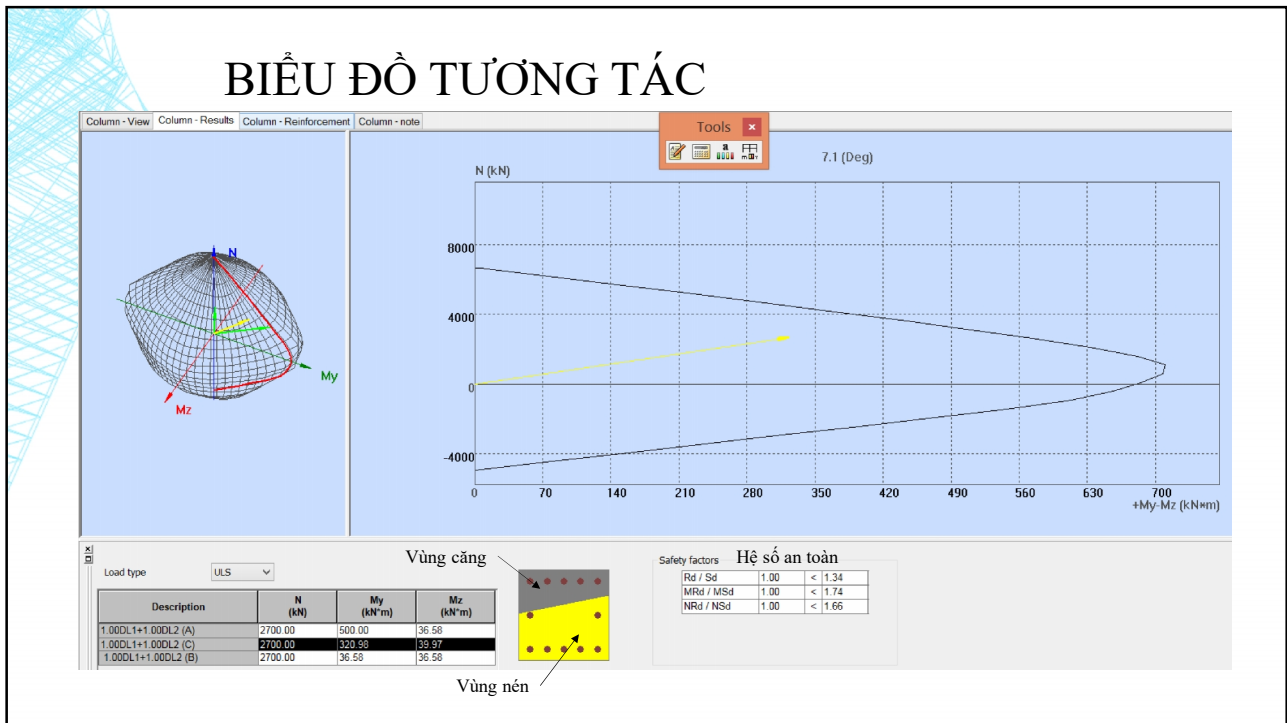 BIỂU ĐỒ TƯƠNG TÁC
Column - View Column - Results Column - Reinforcement Column - note
Tools
7.1 (Deg)
N (kN)
8000
4000
0
-4000
0 70 140 210 280 350 420 490 560 630 700
+My-Mz (kN*m)
N
My
Mz
Load type ULS
Vùng căng
Description N (kN) My (kN*m) Mz (kN*m)
1.00DL1+1.00DL2 (A) 2700.00 500.00 36.58
1.00DL1+1.00DL2 (C) 2700.00 320.98 39.97
1.00DL1+1.00DL2 (B) 2700.00 36.58 36.58
Vùng nén
Safety factors Hệ số an toàn
Rd / Sd 1.00 < 1.34
MRd / MSd 1.00 < 1.74
NRd / NSd 1.00 < 1.66